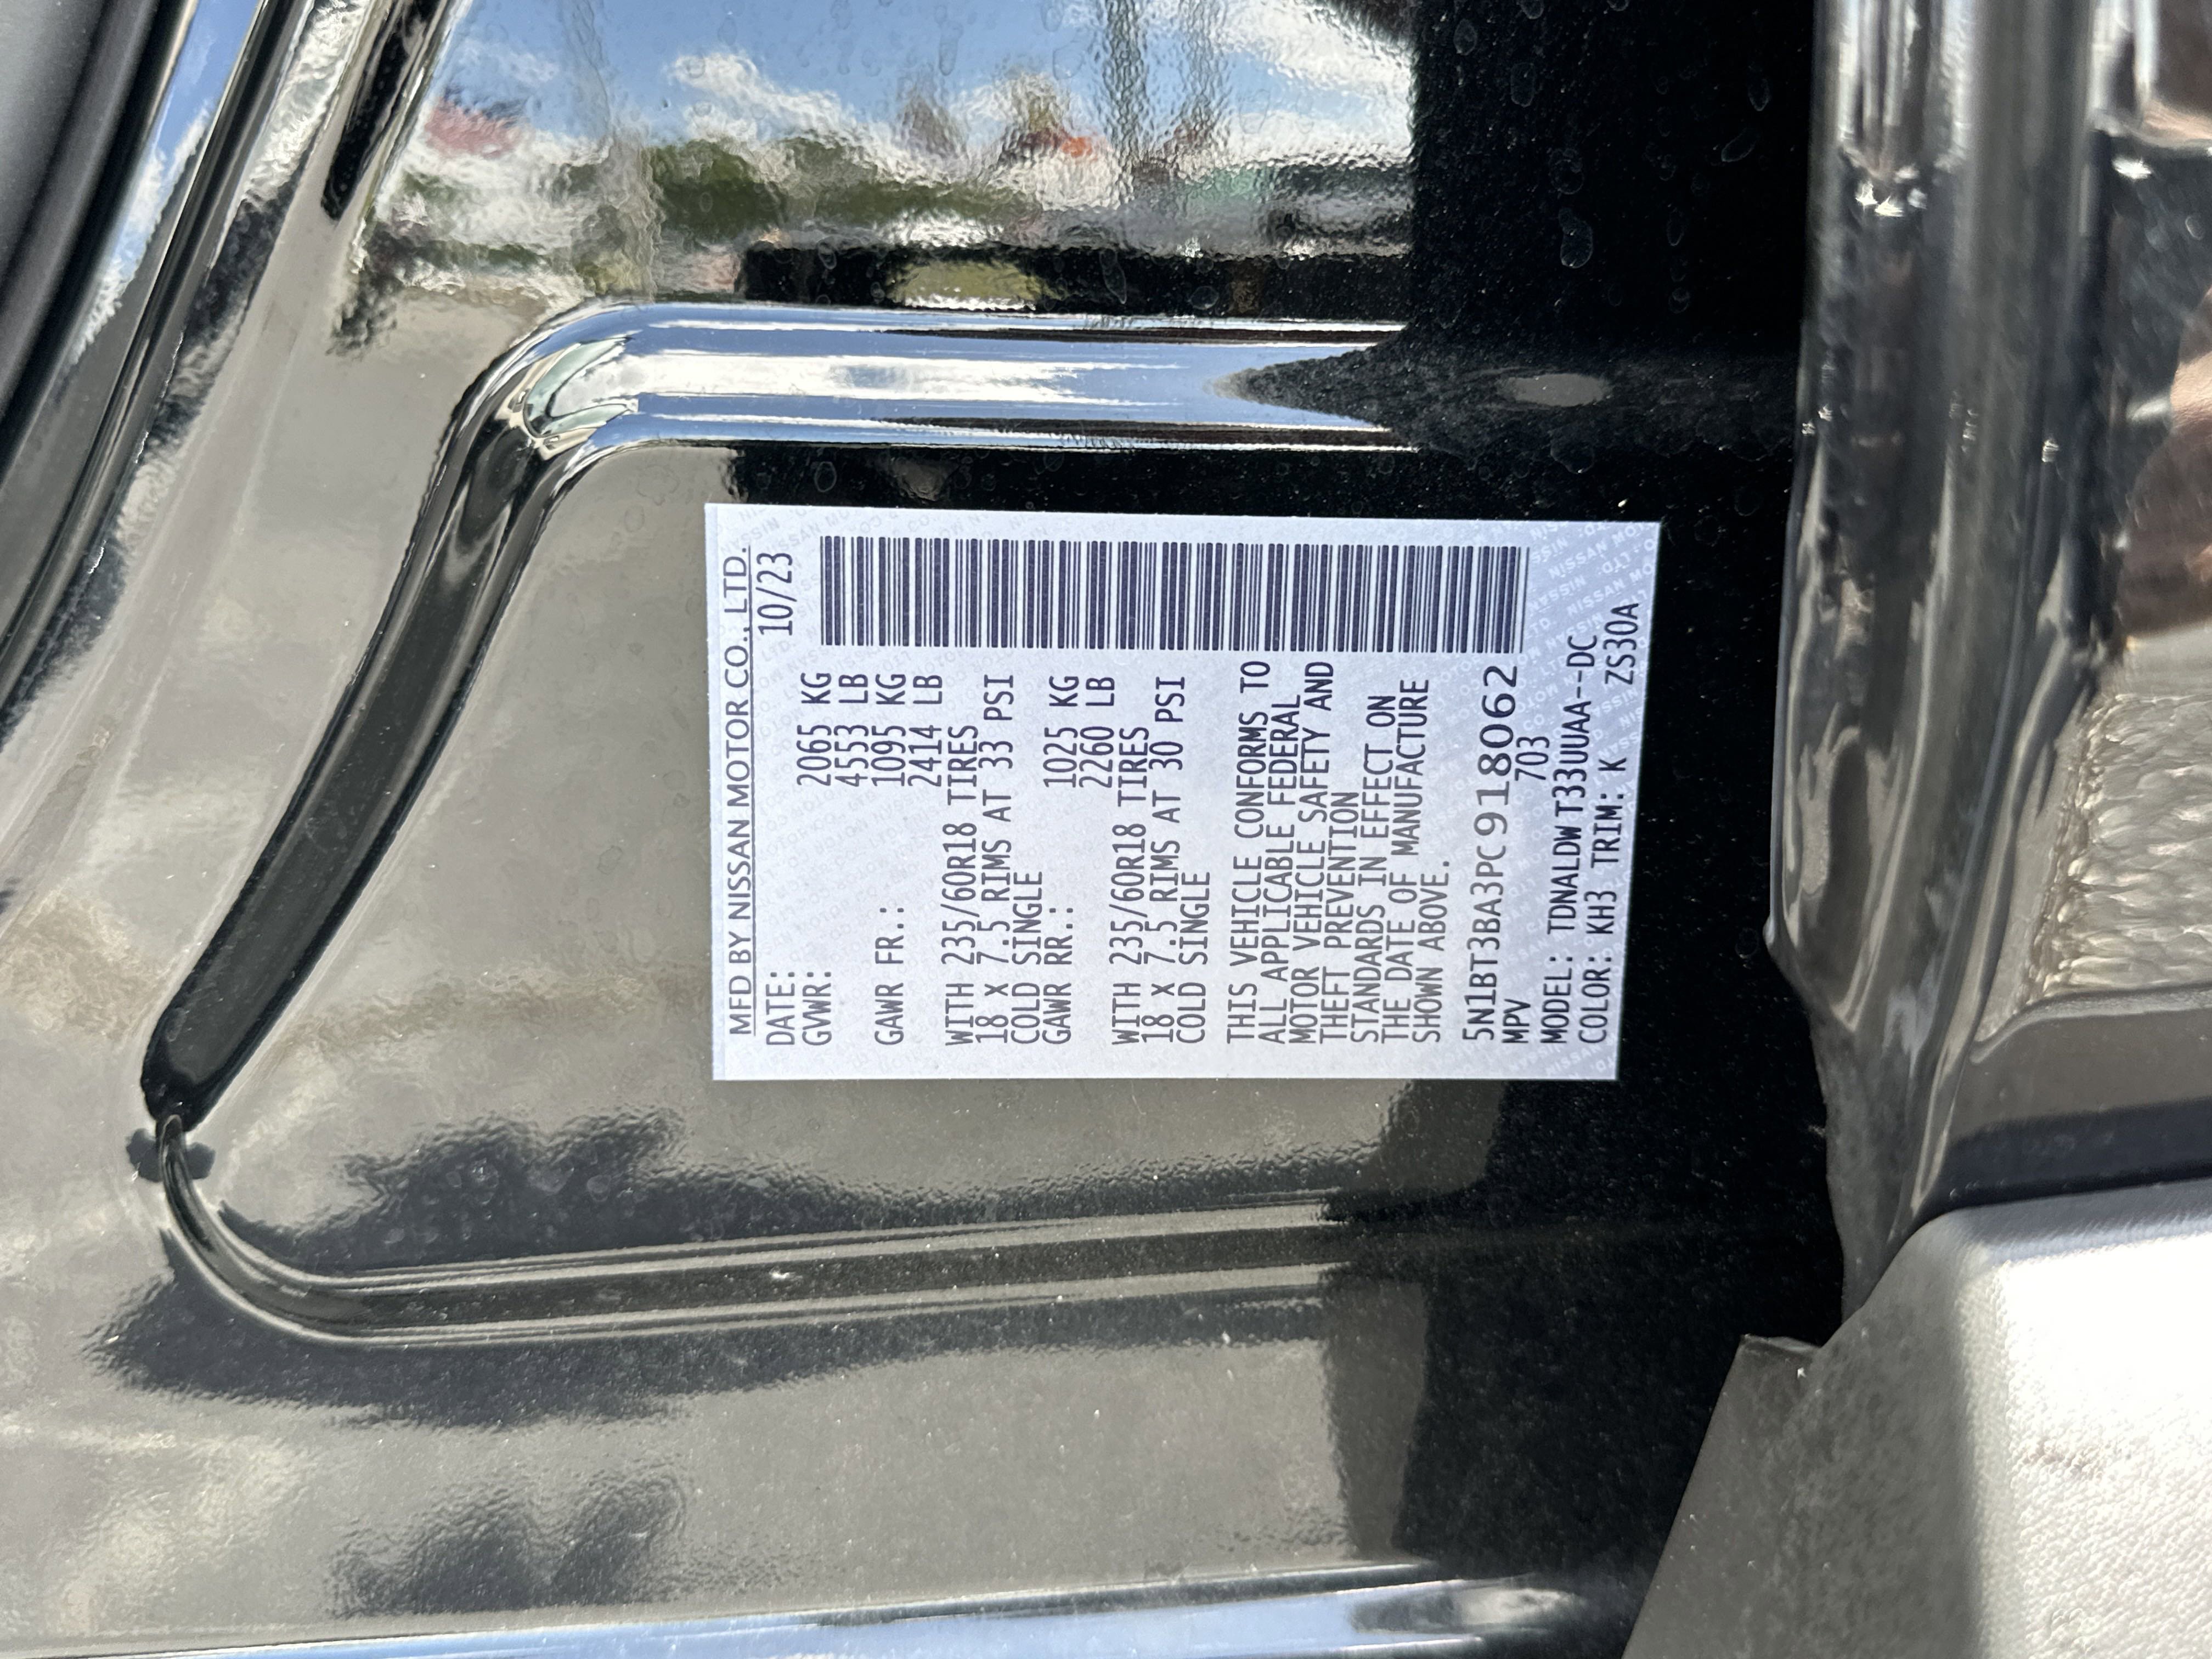 MFD BY NISSAN MOTOR CO., LTD.
DATE: 10/23
GVWR: 2065 KG
4553 LB
GAWR FR.: 1095 KG
2414 LB
WITH 235/60R18 TIRES
18 X 7.5 RIMS AT 33 PSI
COLD SINGLE
GAWR RR.: 1025 KG
2260 LB
WITH 235/60R18 TIRES
18 X 7.5 RIMS AT 30 PSI
COLD SINGLE
THIS VEHICLE CONFORMS TO
ALL APPLICABLE FEDERAL
MOTOR VEHICLE SAFETY AND
THEFT PREVENTION
STANDARDS IN EFFECT ON
THE DATE OF MANUFACTURE
SHOWN ABOVE.
5N1BT3BA3PC918062
MPV 703
MODEL: TDNALDW T33UUAA--DC
COLOR: KH3 TRIM: K ZS30A